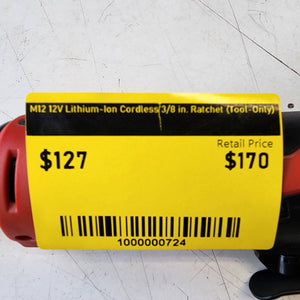 M12 12V Lithium-Ion Cordless 3/8 in. Ratchet (Tool-Only)
Retail Price
$127 $170
1000000724